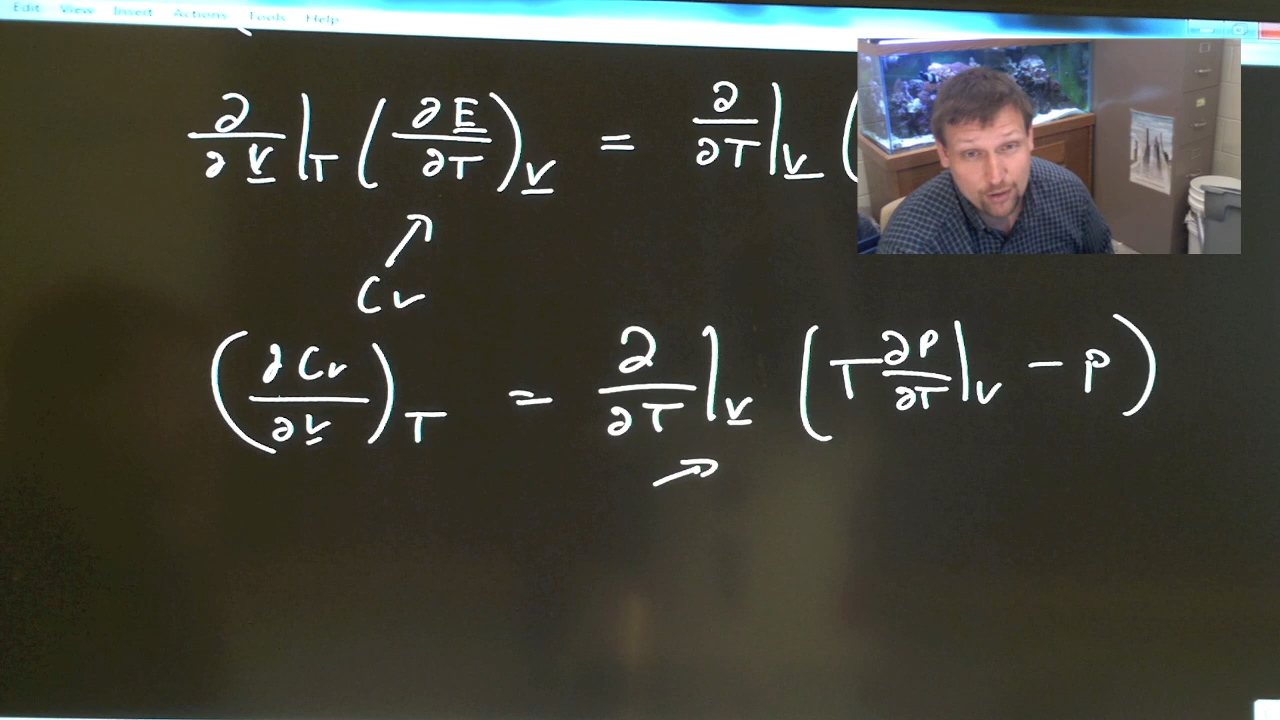 Edit View Insert Actions Tools Help
∂/∂V̲ |T (∂E̲/∂T)V̲ = ∂/∂T |V̲ (
Cv
(∂Cv/∂V̲)T = ∂/∂T |V̲ (T ∂P/∂T |V - P)